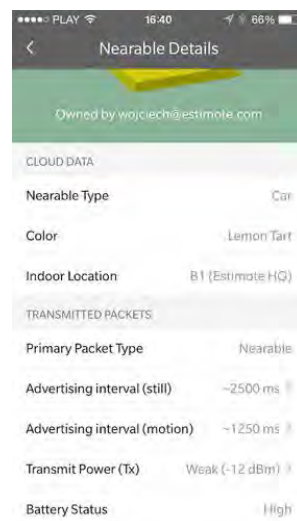 PLAY 16:40 66%
Nearable Details
Owned by wojciech@estimote.com
CLOUD DATA
Nearable Type Car
Color Lemon Tart
Indoor Location B1 (Estimote HQ)
TRANSMITTED PACKETS
Primary Packet Type Nearable
Advertising interval (still) ~2500 ms
Advertising interval (motion) ~1250 ms
Transmit Power (Tx) Weak (-12 dBm)
Battery Status High